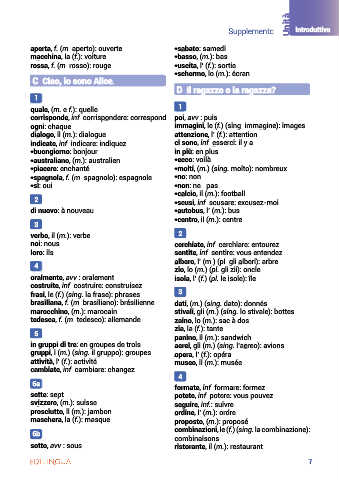 Supplemento
Unità
Introduttiva
aperta, f. (m aperto): ouverte
macchina, la (f.): voiture
rossa, f. (m rosso): rouge
C Ciao, io sono Alice.
1
quale, (m. e f.): quelle
corrisponde, inf corrispondere: correspond
ogni: chaque
dialogo, il (m.): dialogue
indicate, inf indicare: indiquez
•buongiorno: bonjour
•australiano, (m.): australien
•piacere: enchanté
•spagnola, f. (m spagnolo): espagnole
•sì: oui
2
di nuovo: à nouveau
3
verbo, il (m.): verbe
noi: nous
loro: ils
4
oralmente, avv : oralement
costruite, inf costruire: construisez
frasi, le (f.) (sing. la frase): phrases
brasiliana, f. (m brasiliano): brésilienne
marocchino, (m.): marocain
tedesca, f. (m tedesco): allemande
5
in gruppi di tre: en groupes de trois
gruppi, i (m.) (sing. il gruppo): groupes
attività, l' (f.): activité
cambiate, inf cambiare: changez
6a
sette: sept
svizzero, (m.): suisse
prosciutto, il (m.): jambon
maschera, la (f.): masque
6b
sotto, avv : sous
•sabato: samedi
•basso, (m.): bas
•uscita, l' (f.): sortie
•schermo, lo (m.): écran
D Il ragazzo o la ragazza?
1
poi, avv : puis
immagini, le (f.) (sing immagine): images
attenzione, l' (f.): attention
ci sono, inf esserci: il y a
in più: en plus
•ecco: voilà
•molti, (m.) (sing. molto): nombreux
•no: non
•non: ne pas
•calcio, il (m.): football
•scusi, inf scusare: excusez-moi
•autobus, l' (m.): bus
•centro, il (m.): centre
2
cerchiate, inf cerchiare: entourez
sentite, inf sentire: vous entendez
albero, l' (m ) (pl gli alberi): arbre
zio, lo (m.) (pl. gli zii): oncle
isola, l' (f.) (pl. le isole): île
3
dati, (m.) (sing. dato): donnés
stivali, gli (m.) (sing. lo stivale): bottes
zaino, lo (m.): sac à dos
zia, la (f.): tante
panino, il (m.): sandwich
aerei, gli (m.) (sing. l'aereo): avions
opera, l' (f.): opéra
museo, il (m.): musée
4
formate, inf formare: formez
potete, inf potere: vous pouvez
seguire, inf.: suivre
ordine, l' (m.): ordre
proposto, (m.): proposé
combinazioni, le (f.) (sing. la combinazione):
combinaisons
ristorante, il (m.): restaurant
7